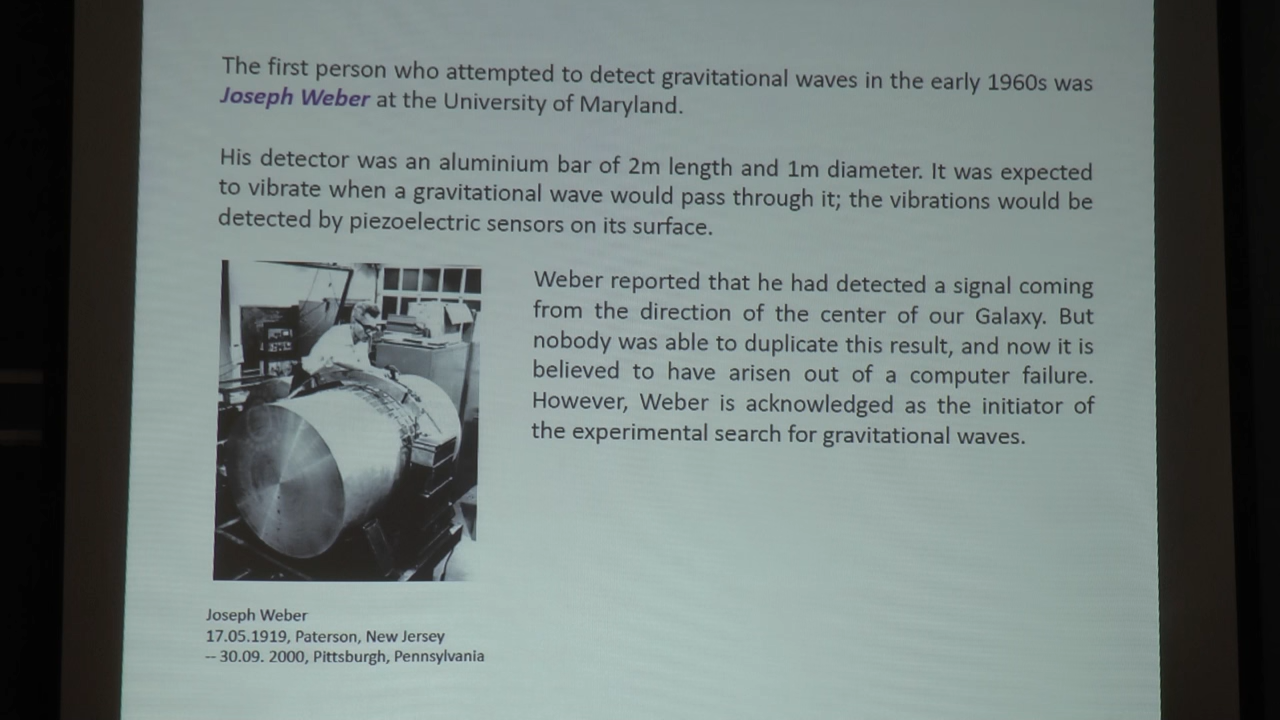 The first person who attempted to detect gravitational waves in the early 1960s was
Joseph Weber at the University of Maryland.
His detector was an aluminium bar of 2m length and 1m diameter. It was expected
to vibrate when a gravitational wave would pass through it; the vibrations would be
detected by piezoelectric sensors on its surface.
Weber reported that he had detected a signal coming
from the direction of the center of our Galaxy. But
nobody was able to duplicate this result, and now it is
believed to have arisen out of a computer failure.
However, Weber is acknowledged as the initiator of
the experimental search for gravitational waves.
Joseph Weber
17.05.1919, Paterson, New Jersey
-- 30.09. 2000, Pittsburgh, Pennsylvania